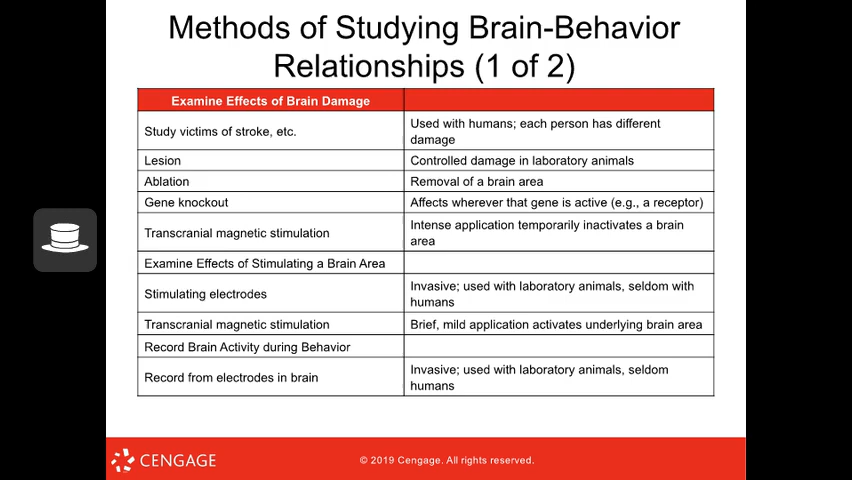 Methods of Studying Brain-Behavior
Relationships (1 of 2)
Examine Effects of Brain Damage
Study victims of stroke, etc.
Used with humans; each person has different
damage
Lesion
Controlled damage in laboratory animals
Ablation
Removal of a brain area
Gene knockout
Affects wherever that gene is active (e.g., a receptor)
Transcranial magnetic stimulation
Intense application temporarily inactivates a brain
area
Examine Effects of Stimulating a Brain Area
Stimulating electrodes
Invasive; used with laboratory animals, seldom with
humans
Transcranial magnetic stimulation
Brief, mild application activates underlying brain area
Record Brain Activity during Behavior
Record from electrodes in brain
Invasive; used with laboratory animals, seldom
humans
CENGAGE
© 2019 Cengage. All rights reserved.